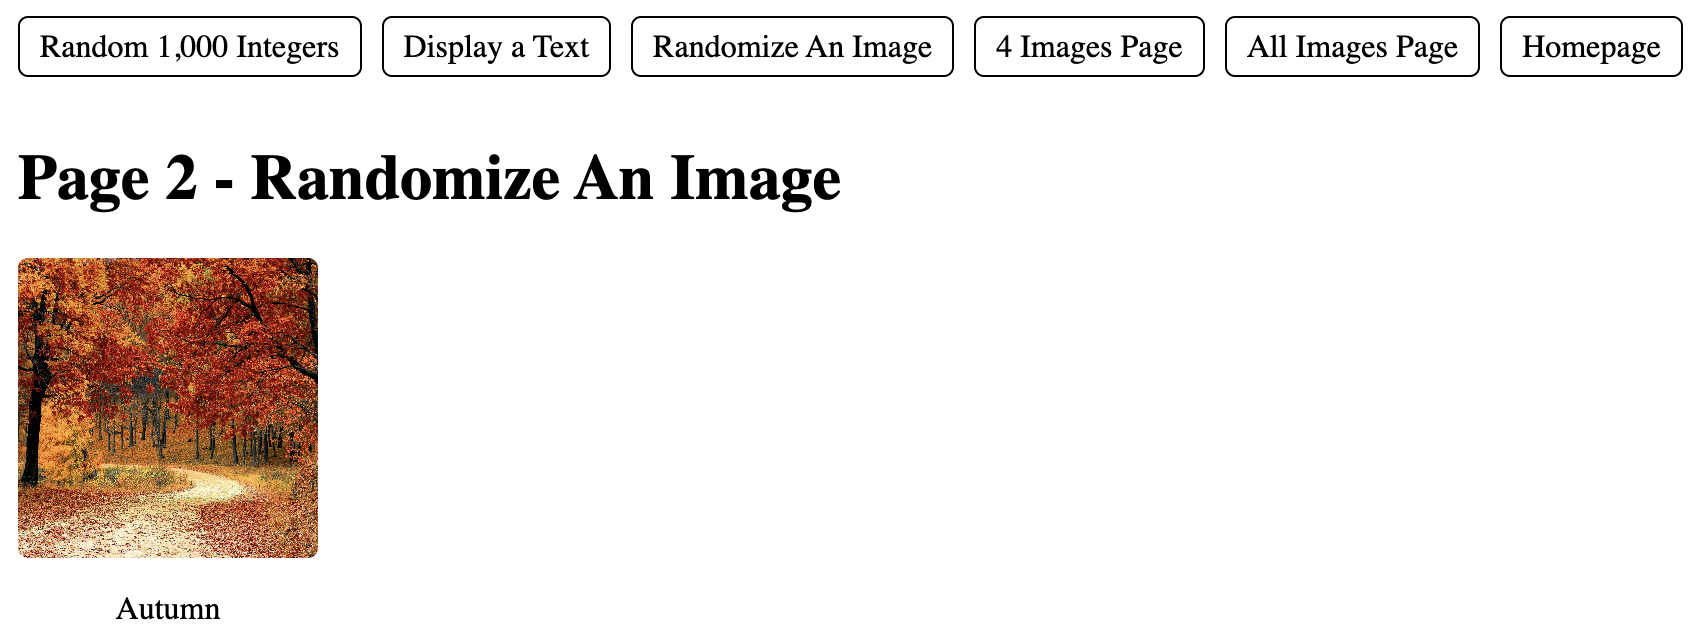 Random 1,000 Integers Display a Text Randomize An Image 4 Images Page All Images Page Homepage
Page 2 - Randomize An Image
Autumn